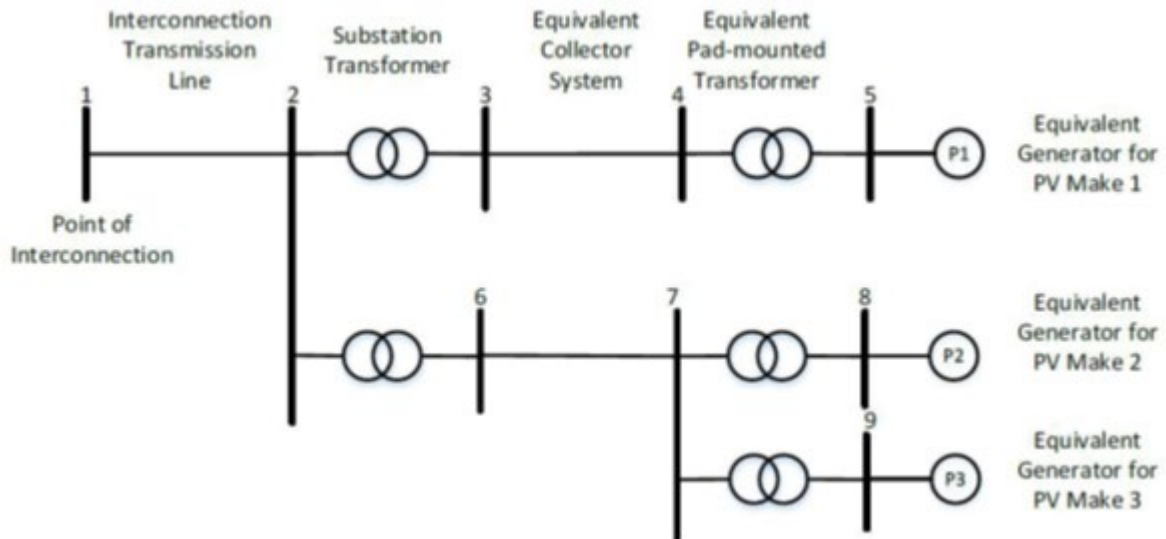 Interconnection
Transmission
Line
Substation
Transformer
Equivalent
Collector
System
Equivalent
Pad-mounted
Transformer
1
2
3
4
5
P1
Equivalent
Generator for
PV Make 1
Point of
Interconnection
6
7
8
P2
Equivalent
Generator for
PV Make 2
9
P3
Equivalent
Generator for
PV Make 3